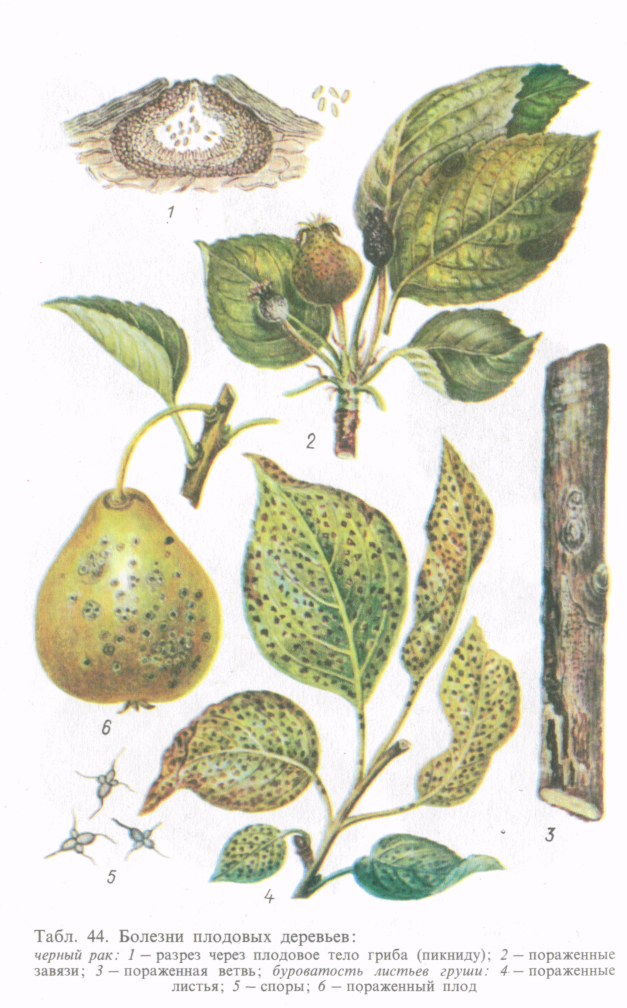 1
2
3
6
5
4
Табл. 44. Болезни плодовых деревьев:
черный рак: 1 — разрез через плодовое тело гриба (пикниду); 2 — пораженные
завязи; 3 — пораженная ветвь; буроватость листьев груши: 4 — пораженные
листья; 5 — споры; 6 — пораженный плод